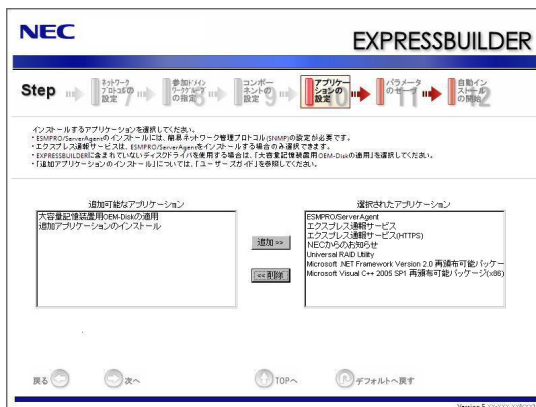 NEC
EXPRESSBUILDER
Step
ネットワークプロトコルの設定 7
参加ドメイン ワークグループの指定 8
コンポーネントの設定 9
アプリケーションの設定 10
パラメータのセーブ 11
自動インストールの開始 12
インストールするアプリケーションを選択してください。
・ESMPRO/ServerAgentのインストールには、簡易ネットワーク管理プロトコル(SNMP)の設定が必要です。
・エクスプレス通報サービスは、ESMPRO/ServerAgentをインストールする場合のみ選択できます。
・EXPRESSBUILDERに含まれていないディスクドライバを使用する場合は、「大容量記憶装置用OEM-Diskの適用」を選択してください。
・「追加アプリケーションのインストール」については、「ユーザーズガイド」を参照してください。
追加可能なアプリケーション
大容量記憶装置用OEM-Diskの適用
追加アプリケーションのインストール
追加 >>
<< 削除
選択されたアプリケーション
ESMPRO/ServerAgent
エクスプレス通報サービス
エクスプレス通報サービス(HTTPS)
NECからのお知らせ
Universal RAID Utility
Microsoft .NET Framework Version 2.0 再頒布可能パッケー
Microsoft Visual C++ 2005 SP1 再頒布可能パッケージ(x86)
戻る
次へ
TOPへ
デフォルトへ戻す